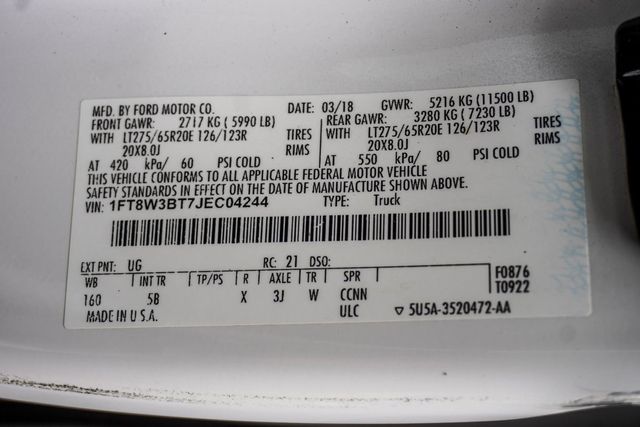 MFD. BY FORD MOTOR CO. DATE: 03/18 GVWR: 5216 KG (11500 LB)
FRONT GAWR: 2717 KG ( 5990 LB) REAR GAWR: 3280 KG ( 7230 LB)
WITH LT275/65R20E 126/123R TIRES WITH LT275/65R20E 126/123R TIRES
20X8.0J RIMS 20X8.0J RIMS
AT 420 kPa/ 60 PSI COLD AT 550 kPa/ 80 PSI COLD
THIS VEHICLE CONFORMS TO ALL APPLICABLE FEDERAL MOTOR VEHICLE
SAFETY STANDARDS IN EFFECT ON THE DATE OF MANUFACTURE SHOWN ABOVE.
VIN: 1FT8W3BT7JEC04244 TYPE: Truck
EXT PNT: UG RC: 21 DSO:
WB INT TR TP/PS R AXLE TR SPR F0876
160 5B X 3J W CCNN T0922
MADE IN U.S.A. ULC ▽ 5U5A-3520472-AA